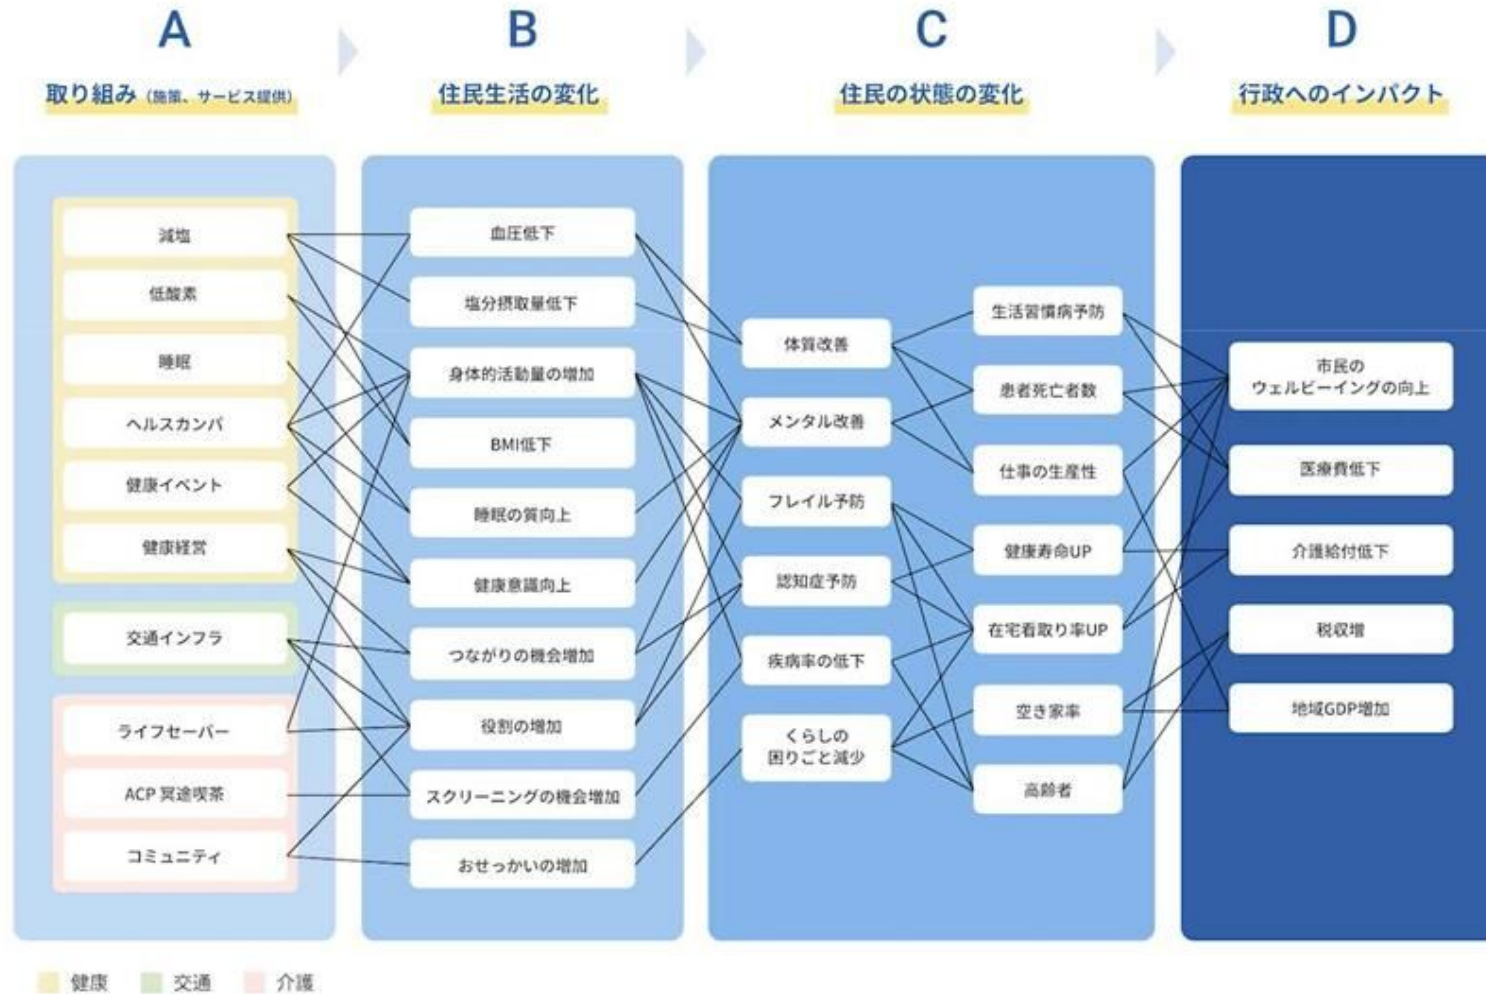 A
B
C
D
取り組み（施策、サービス提供）
住民生活の変化
住民の状態の変化
行政へのインパクト
減塩
低酸素
睡眠
ヘルスカンパ
健康イベント
健康経営
交通インフラ
ライフセーバー
ACP 冥途喫茶
コミュニティ
血圧低下
塩分摂取量低下
身体的活動量の増加
BMI低下
睡眠の質向上
健康意識向上
つながりの機会増加
役割の増加
スクリーニングの機会増加
おせっかいの増加
体質改善
メンタル改善
フレイル予防
認知症予防
疾病率の低下
くらしの
困りごと減少
生活習慣病予防
患者死亡者数
仕事の生産性
健康寿命UP
在宅看取り率UP
空き家率
高齢者
市民の
ウェルビーイングの向上
医療費低下
介護給付低下
税収増
地域GDP増加
健康
交通
介護